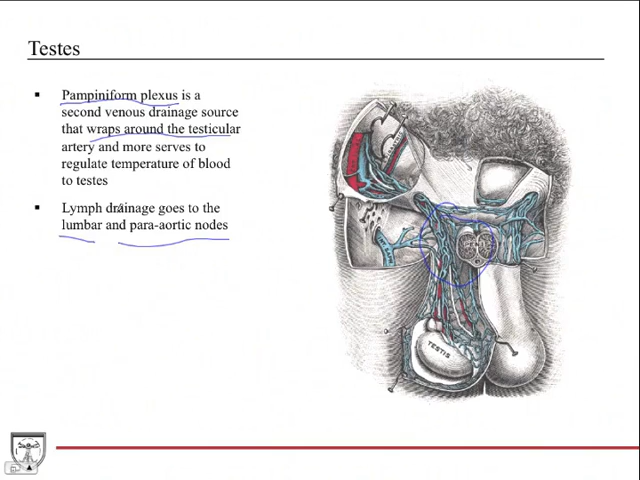 Testes
Pampiniform plexus is a
second venous drainage source
that wraps around the testicular
artery and more serves to
regulate temperature of blood
to testes
Lymph drainage goes to the
lumbar and para-aortic nodes
TESTIS